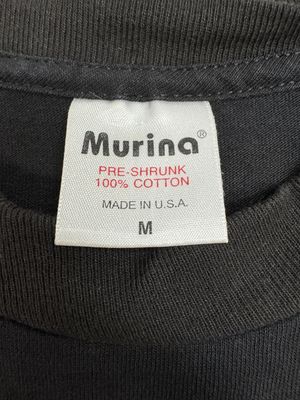 Murina®
PRE-SHRUNK
100% COTTON
MADE IN U.S.A.
M